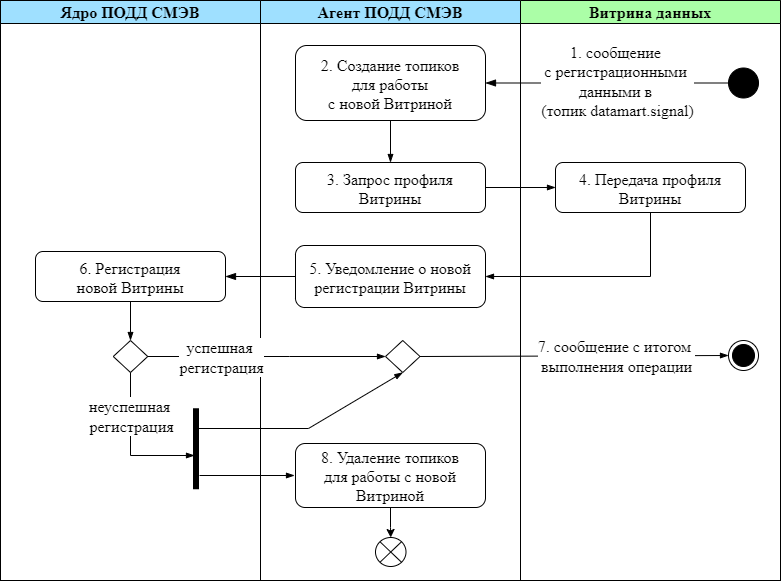 Ядро ПОДД СМЭВ
Агент ПОДД СМЭВ
Витрина данных
1. сообщение
с регистрационными
данными в
(топик datamart.signal)
2. Создание топиков
для работы
с новой Витриной
3. Запрос профиля
Витрины
4. Передача профиля
Витрины
5. Уведомление о новой
регистрации Витрины
6. Регистрация
новой Витрины
успешная
регистрация
7. сообщение с итогом
выполнения операции
неуспешная
регистрация
8. Удаление топиков
для работы с новой
Витриной